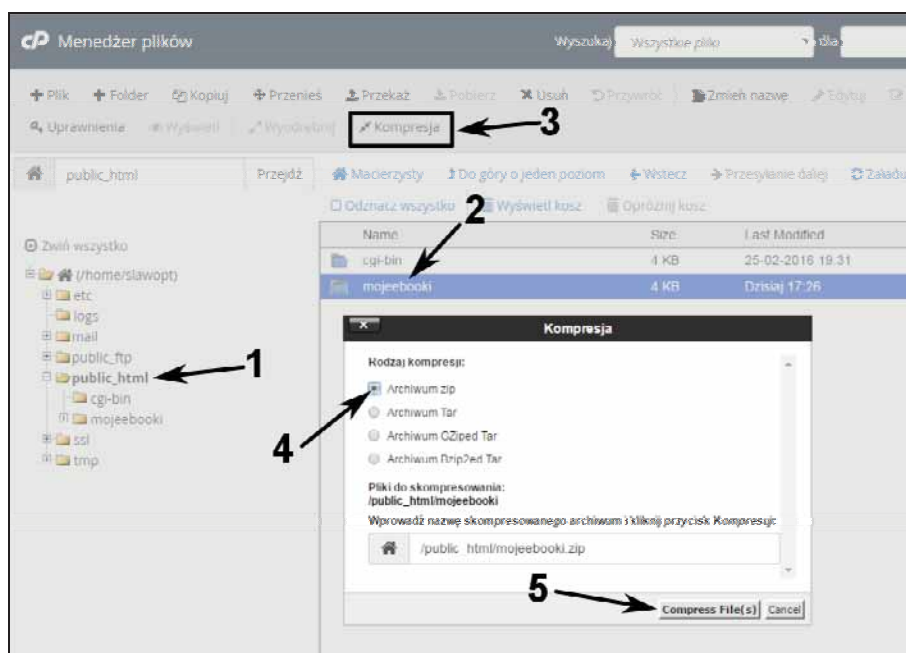 cP Menedżer plików Wyszukaj Wszystkie pliki dla
Plik Folder Kopiuj Przenieś Przekaż Pobierz Usuń Przywróć Zmień nazwę Edytuj
Uprawnienia Wyświetl Wyodrębnij Kompresja 3
public_html Przejdź Macierzysty Do góry o jeden poziom Wstecz Przesyłanie dalej Załadu
Odznacz wszystko Wyświetl kosz Opróżnij kosz
2
Zwiń wszystko
(/home/slawopt)
etc
logs
mail
public_ftp
public_html 1
cgi-bin
mojeebooki
ssl
tmp
Name Size Last Modified
cgi-bin 4 KB 25-02-2016 19:31
mojeebooki 4 KB Dzisiaj 17:26
x Kompresja
Rodzaj kompresji:
Archiwum zip
4
Archiwum Tar
Archiwum GZiped Tar
Archiwum Bzip2ed Tar
Pliki do skompresowania:
/public_html/mojeebooki
Wprowadź nazwę skompresowanego archiwum i kliknij przycisk Kompresuj:
/public_html/mojeebooki.zip
5
Compress File(s) Cancel